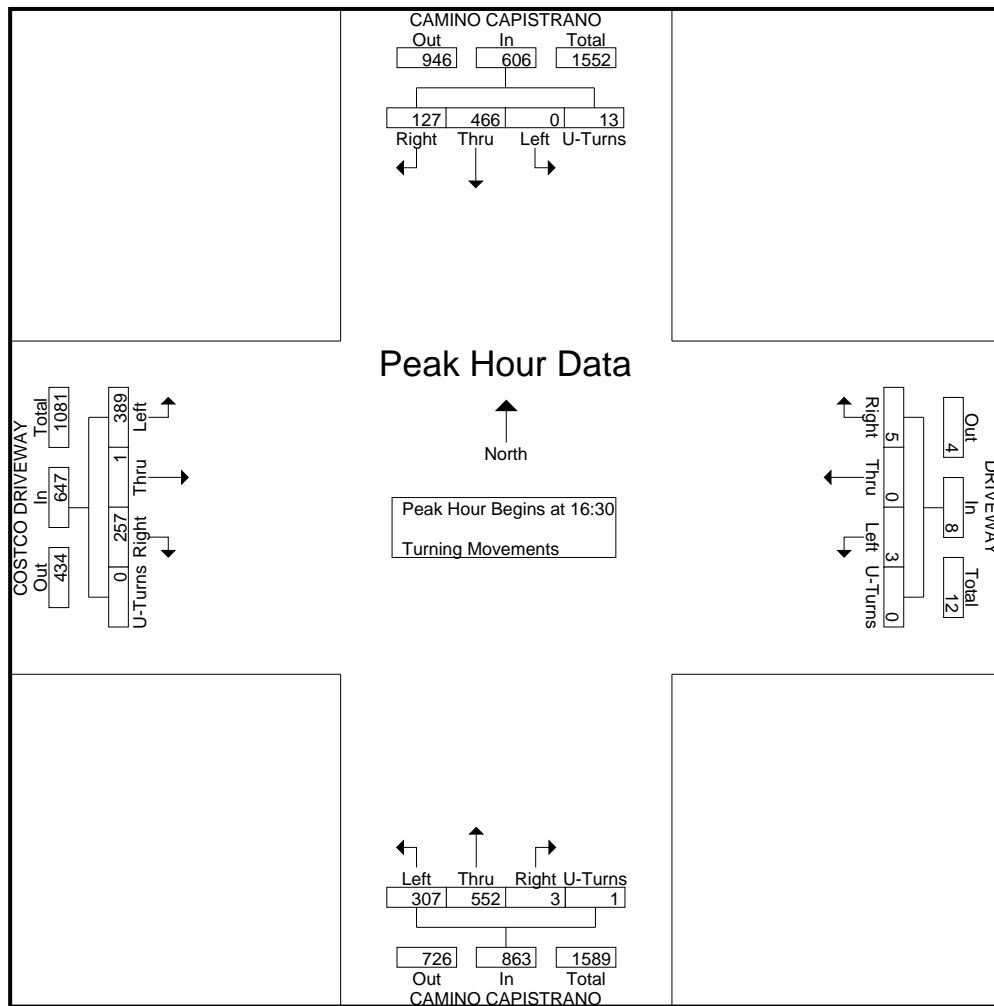 CAMINO CAPISTRANO
Out In Total
946 606 1552
127 466 0 13
Right Thru Left U-Turns
Peak Hour Data
North
Peak Hour Begins at 16:30
Turning Movements
COSTCO DRIVEWAY
Total In Out
1081 647 434
389 1 257 0
Left Thru Right U-Turns
DRIVEWAY
Out In Total
4 8 12
5 0 3 0
Right Thru Left U-Turns
Left Thru Right U-Turns
307 552 3 1
726 863 1589
Out In Total
CAMINO CAPISTRANO